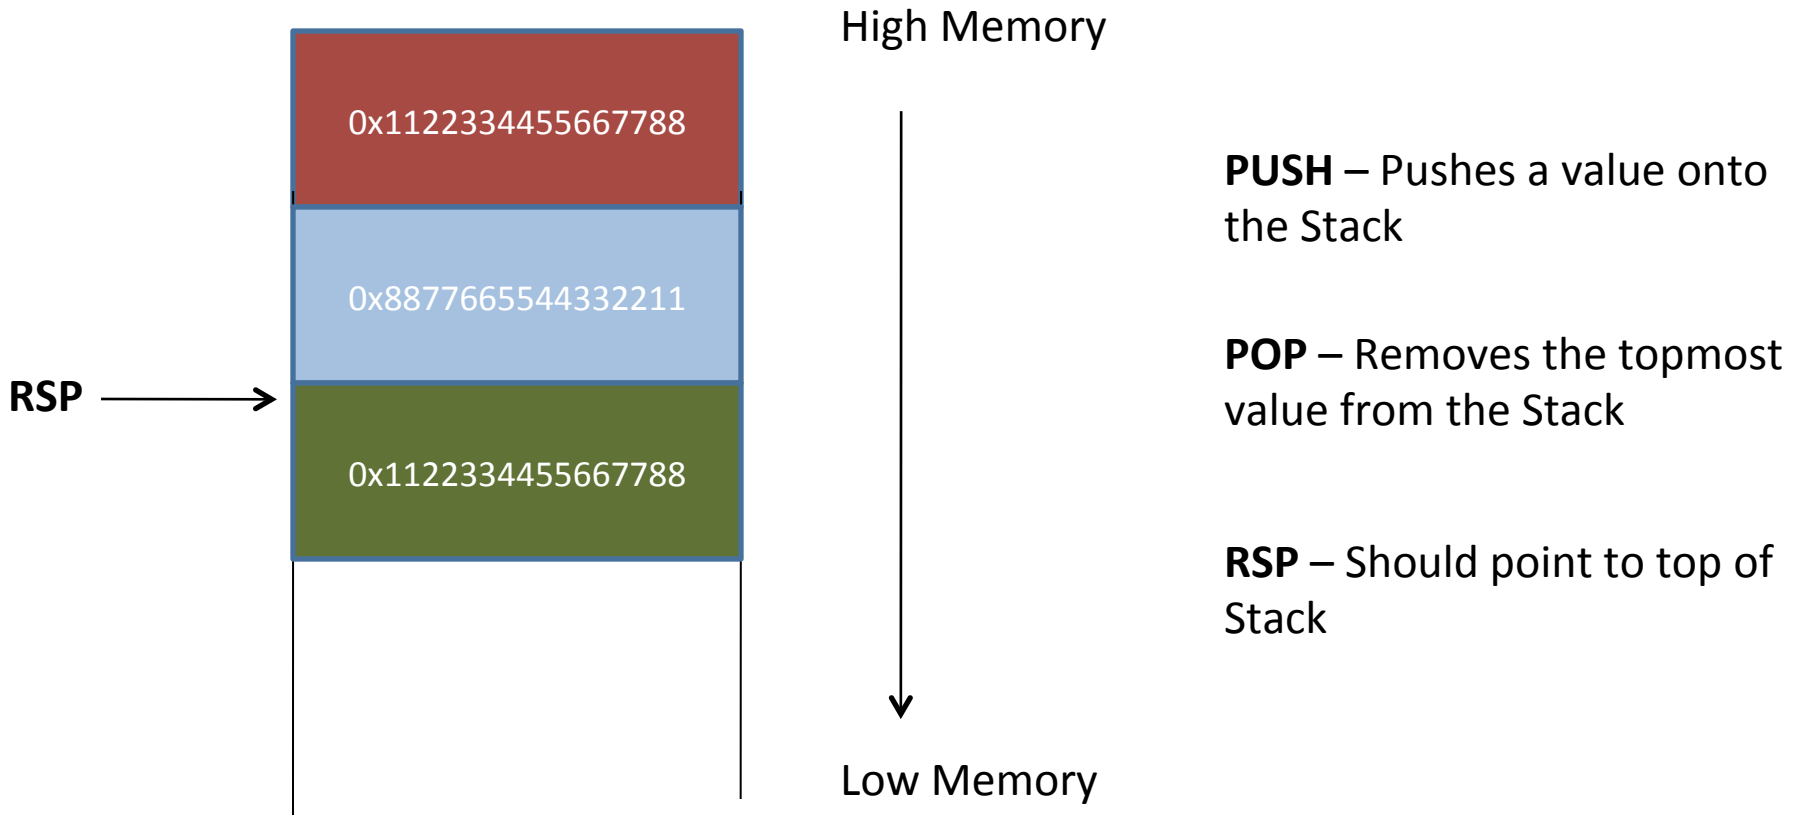 High Memory
0x1122334455667788
PUSH – Pushes a value onto
the Stack
0x8877665544332211
POP – Removes the topmost
value from the Stack
RSP
0x1122334455667788
RSP – Should point to top of
Stack
Low Memory